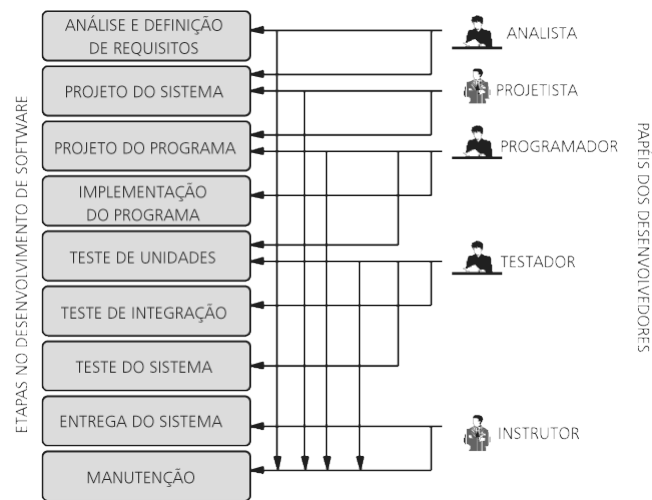 ETAPAS NO DESENVOLVIMENTO DE SOFTWARE
ANÁLISE E DEFINIÇÃO
DE REQUISITOS
PROJETO DO SISTEMA
PROJETO DO PROGRAMA
IMPLEMENTAÇÃO
DO PROGRAMA
TESTE DE UNIDADES
TESTE DE INTEGRAÇÃO
TESTE DO SISTEMA
ENTREGA DO SISTEMA
MANUTENÇÃO
ANALISTA
PROJETISTA
PROGRAMADOR
TESTADOR
INSTRUTOR
PAPÉIS DOS DESENVOLVEDORES